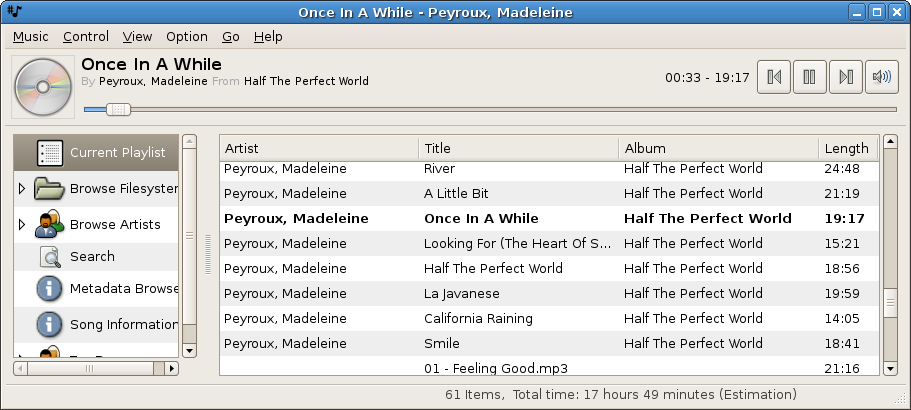 Once In A While - Peyroux, Madeleine
Music Control View Option Go Help
Once In A While
By Peyroux, Madeleine From Half The Perfect World
00:33 - 19:17
Current Playlist
Browse Filesyster
Browse Artists
Search
Metadata Browse
Song Information
Artist Title Album Length
Peyroux, Madeleine River Half The Perfect World 24:48
Peyroux, Madeleine A Little Bit Half The Perfect World 21:19
Peyroux, Madeleine Once In A While Half The Perfect World 19:17
Peyroux, Madeleine Looking For (The Heart Of S... Half The Perfect World 15:21
Peyroux, Madeleine Half The Perfect World Half The Perfect World 18:56
Peyroux, Madeleine La Javanese Half The Perfect World 19:59
Peyroux, Madeleine California Raining Half The Perfect World 14:05
Peyroux, Madeleine Smile Half The Perfect World 18:41
01 - Feeling Good.mp3 21:16
61 Items, Total time: 17 hours 49 minutes (Estimation)